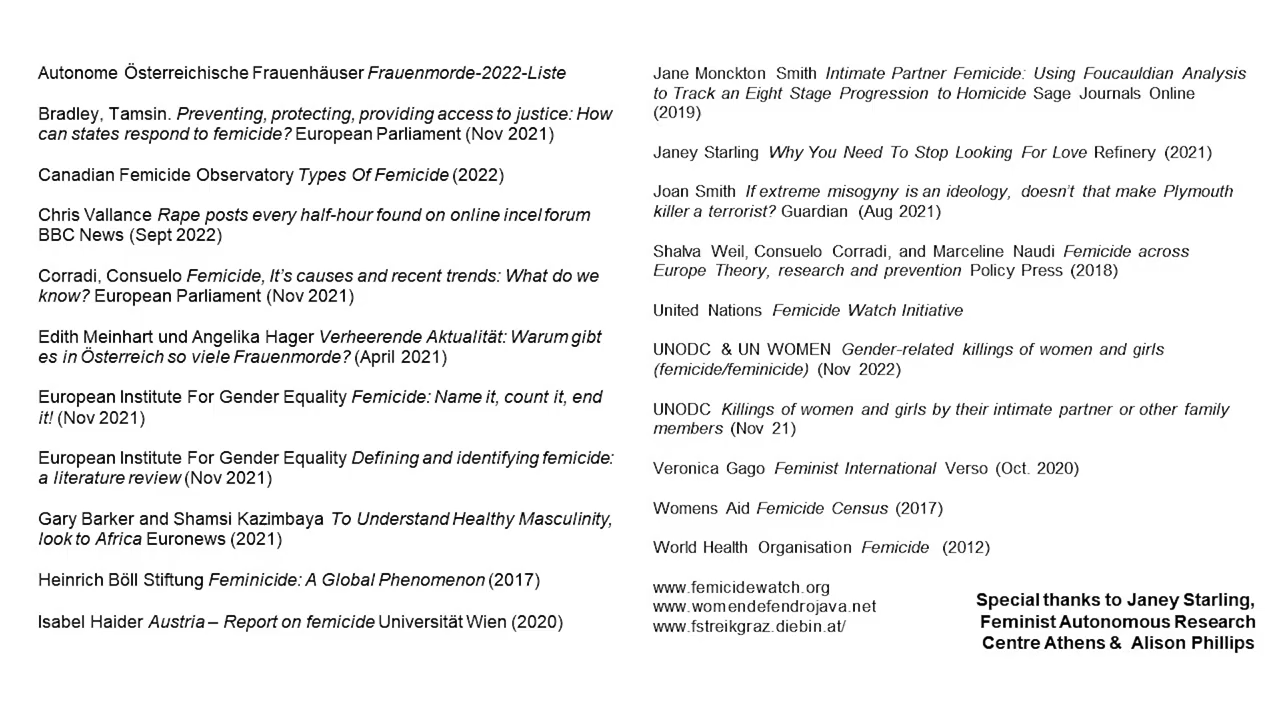 Autonome Österreichische Frauenhäuser Frauenmorde-2022-Liste
Bradley, Tamsin. Preventing, protecting, providing access to justice: How
can states respond to femicide? European Parliament (Nov 2021)
Canadian Femicide Observatory Types Of Femicide (2022)
Chris Vallance Rape posts every half-hour found on online incel forum
BBC News (Sept 2022)
Corradi, Consuelo Femicide, It's causes and recent trends: What do we
know? European Parliament (Nov 2021)
Edith Meinhart und Angelika Hager Verheerende Aktualität: Warum gibt
es in Österreich so viele Frauenmorde? (April 2021)
European Institute For Gender Equality Femicide: Name it, count it, end
it! (Nov 2021)
European Institute For Gender Equality Defining and identifying femicide:
a literature review (Nov 2021)
Gary Barker and Shamsi Kazimbaya To Understand Healthy Masculinity,
look to Africa Euronews (2021)
Heinrich Böll Stiftung Feminicide: A Global Phenomenon (2017)
Isabel Haider Austria – Report on femicide Universität Wien (2020)
Jane Monckton Smith Intimate Partner Femicide: Using Foucauldian Analysis
to Track an Eight Stage Progression to Homicide Sage Journals Online
(2019)
Janey Starling Why You Need To Stop Looking For Love Refinery (2021)
Joan Smith If extreme misogyny is an ideology, doesn't that make Plymouth
killer a terrorist? Guardian (Aug 2021)
Shalva Weil, Consuelo Corradi, and Marceline Naudi Femicide across
Europe Theory, research and prevention Policy Press (2018)
United Nations Femicide Watch Initiative
UNODC & UN WOMEN Gender-related killings of women and girls
(femicide/feminicide) (Nov 2022)
UNODC Killings of women and girls by their intimate partner or other family
members (Nov 21)
Veronica Gago Feminist International Verso (Oct. 2020)
Womens Aid Femicide Census (2017)
World Health Organisation Femicide (2012)
www.femicidewatch.org
www.womendefendrojava.net
www.fstreikgraz.diebin.at/
Special thanks to Janey Starling,
Feminist Autonomous Research
Centre Athens & Alison Phillips